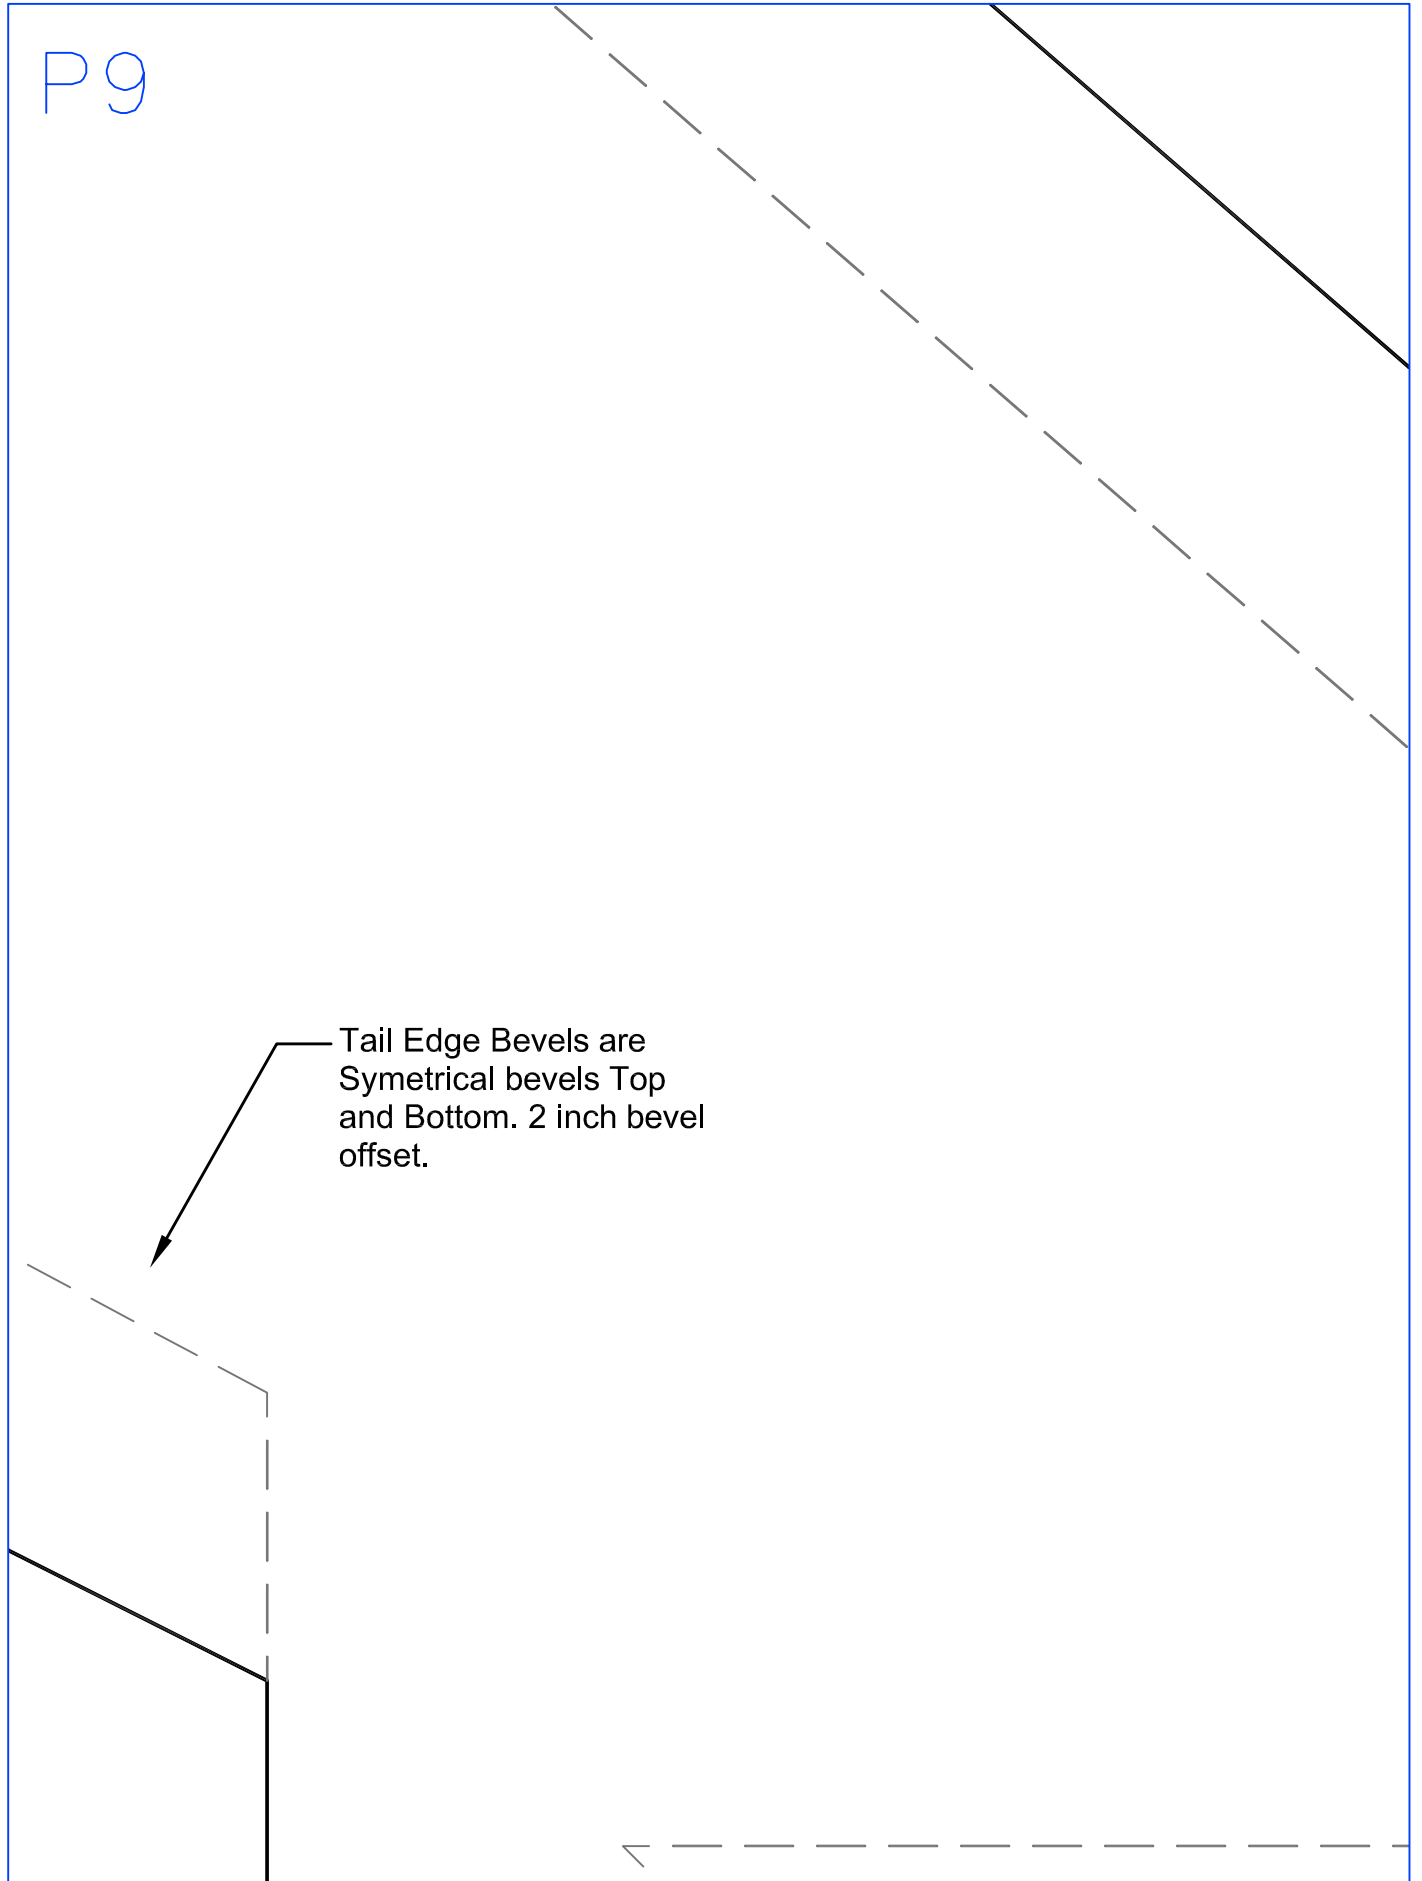 P9
Tail Edge Bevels are
Symetrical bevels Top
and Bottom. 2 inch bevel
offset.